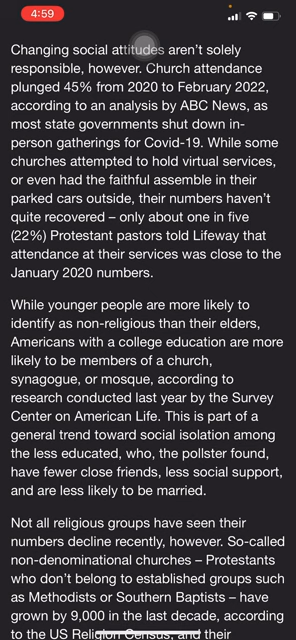 4:59
Changing social attitudes aren’t solely
responsible, however. Church attendance
plunged 45% from 2020 to February 2022,
according to an analysis by ABC News, as
most state governments shut down in-
person gatherings for Covid-19. While some
churches attempted to hold virtual services,
or even had the faithful assemble in their
parked cars outside, their numbers haven’t
quite recovered – only about one in five
(22%) Protestant pastors told Lifeway that
attendance at their services was close to the
January 2020 numbers.
While younger people are more likely to
identify as non-religious than their elders,
Americans with a college education are more
likely to be members of a church,
synagogue, or mosque, according to
research conducted last year by the Survey
Center on American Life. This is part of a
general trend toward social isolation among
the less educated, who, the pollster found,
have fewer close friends, less social support,
and are less likely to be married.
Not all religious groups have seen their
numbers decline recently, however. So-called
non-denominational churches – Protestants
who don’t belong to established groups such
as Methodists or Southern Baptists – have
grown by 9,000 in the last decade, according
to the US Religion Census, and their